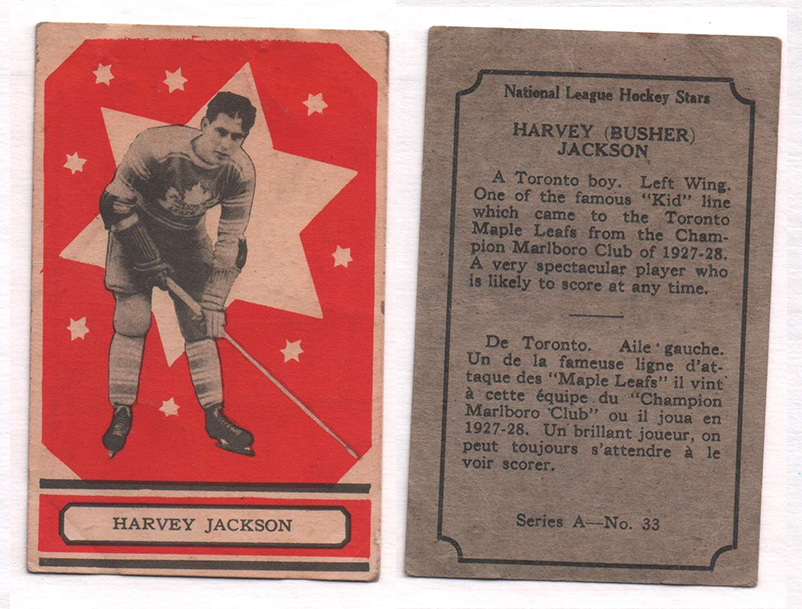 HARVEY JACKSON
National League Hockey Stars
HARVEY (BUSHER)
JACKSON
A Toronto boy. Left Wing.
One of the famous "Kid" line
which came to the Toronto
Maple Leafs from the Cham-
pion Marlboro Club of 1927-28.
A very spectacular player who
is likely to score at any time.
De Toronto. Aile gauche.
Un de la fameuse ligne d'at-
taque des "Maple Leafs" il vint
à cette équipe du "Champion
Marlboro Club" ou il joua en
1927-28. Un brillant joueur, on
peut toujours s'attendre à le
voir scorer.
Series A—No. 33